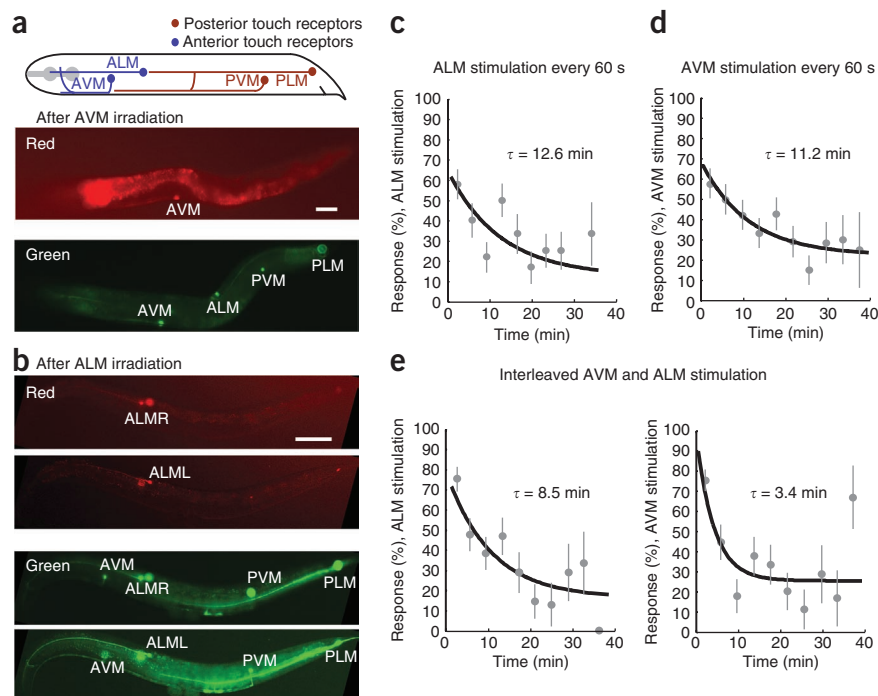 a
Posterior touch receptors
Anterior touch receptors
ALM
AVM
PVM
PLM
After AVM irradiation
Red
AVM
Green
PLM
PVM
AVM
ALM
b
After ALM irradiation
Red
ALMR
ALML
Green
AVM
ALMR
PVM
PLM
ALML
AVM
PVM
PLM
c
ALM stimulation every 60 s
Response (%), ALM stimulation
100
90
80
70
60
50
40
30
20
10
0
τ = 12.6 min
0 10 20 30 40
Time (min)
d
AVM stimulation every 60 s
Response (%), AVM stimulation
100
90
80
70
60
50
40
30
20
10
0
τ = 11.2 min
0 10 20 30 40
Time (min)
e
Interleaved AVM and ALM stimulation
Response (%), ALM stimulation
100
90
80
70
60
50
40
30
20
10
0
τ = 8.5 min
0 10 20 30 40
Time (min)
Response (%), AVM stimulation
100
90
80
70
60
50
40
30
20
10
0
τ = 3.4 min
0 10 20 30 40
Time (min)